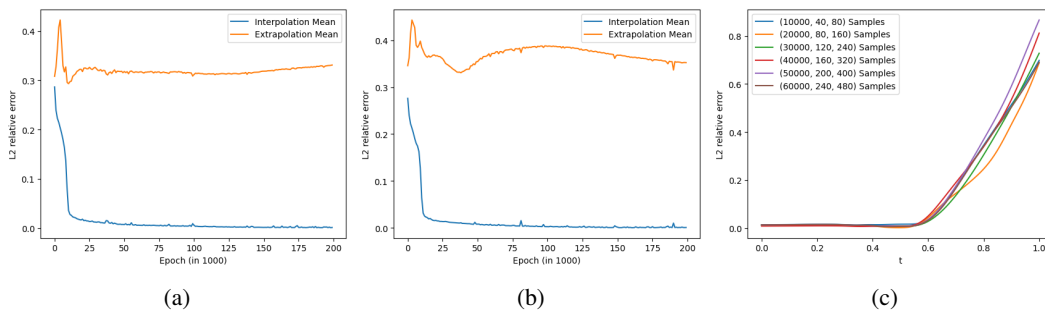 L2 relative error
0.4
0.3
0.2
0.1
0.0
0
25
50
75
100
125
150
175
200
Epoch (in 1000)
Interpolation Mean
Extrapolation Mean
(a)
L2 relative error
0.4
0.3
0.2
0.1
0.0
0
25
50
75
100
125
150
175
200
Epoch (in 1000)
Interpolation Mean
Extrapolation Mean
(b)
L2 relative error
0.8
0.6
0.4
0.2
0.0
0.0
0.2
0.4
0.6
0.8
1.0
t
(10000, 40, 80) Samples
(20000, 80, 160) Samples
(30000, 120, 240) Samples
(40000, 160, 320) Samples
(50000, 200, 400) Samples
(60000, 240, 480) Samples
(c)